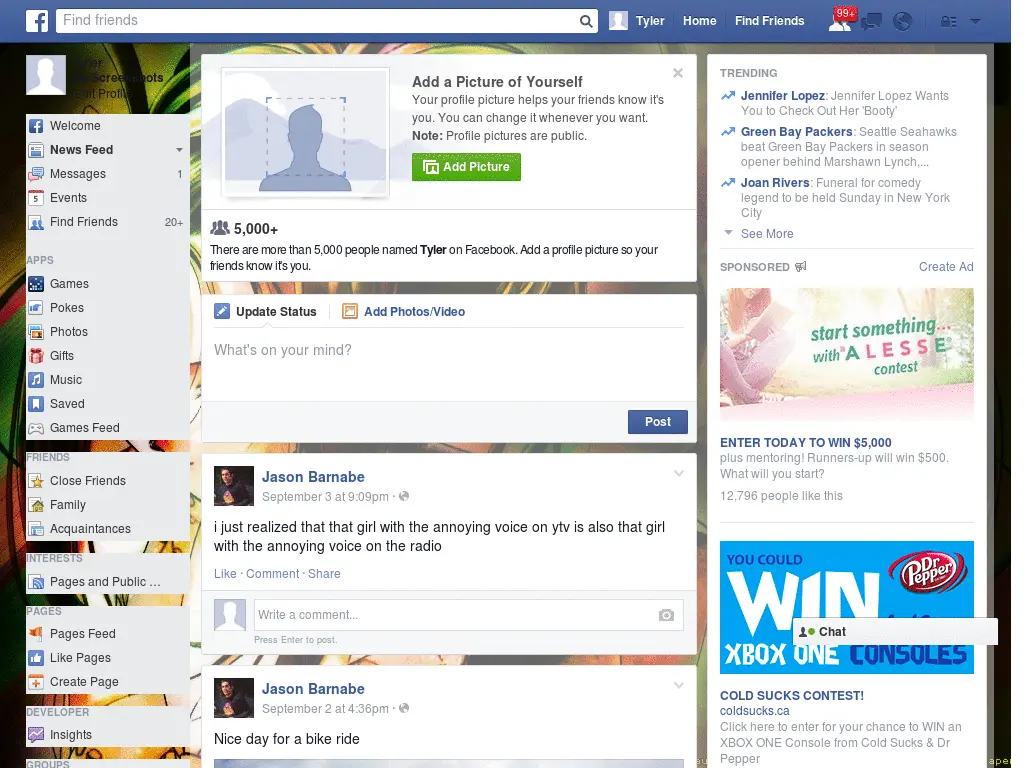 Find friends
Tyler
Home
Find Friends
99+
Tyler
Edit Profile
Welcome
News Feed
Messages 1
5 Events
Find Friends 20+
APPS
Games
Pokes
Photos
Gifts
Music
Saved
Games Feed
FRIENDS
Close Friends
Family
Acquaintances
INTERESTS
Pages and Public ...
PAGES
Pages Feed
Like Pages
Create Page
DEVELOPER
Insights
GROUPS
Add a Picture of Yourself
Your profile picture helps your friends know it's
you. You can change it whenever you want.
Note: Profile pictures are public.
Add Picture
5,000+
There are more than 5,000 people named Tyler on Facebook. Add a profile picture so your
friends know it's you.
Update Status
Add Photos/Video
What's on your mind?
Post
Jason Barnabe
September 3 at 9:09pm ·
i just realized that that girl with the annoying voice on ytv is also that girl
with the annoying voice on the radio
Like · Comment · Share
Write a comment...
Press Enter to post.
Jason Barnabe
September 2 at 4:36pm ·
Nice day for a bike ride
TRENDING
Jennifer Lopez: Jennifer Lopez Wants
You to Check Out Her 'Booty'
Green Bay Packers: Seattle Seahawks
beat Green Bay Packers in season
opener behind Marshawn Lynch,...
Joan Rivers: Funeral for comedy
legend to be held Sunday in New York
City
See More
SPONSORED
Create Ad
start something...
with ALESSE
contest
ENTER TODAY TO WIN $5,000
plus mentoring! Runners-up will win $500.
What will you start?
12,796 people like this
YOU COULD
WIN
Dr Pepper
XBOX ONE CONSOLES
Chat
COLD SUCKS CONTEST!
coldsucks.ca
Click here to enter for your chance to WIN an
XBOX ONE Console from Cold Sucks & Dr
Pepper